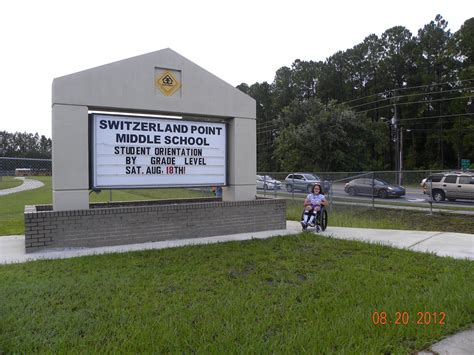 SWITZERLAND POINT
MIDDLE SCHOOL
STUDENT ORIENTATION
BY GRADE LEVEL
SAT. AUG. 18TH!
08.20.2012